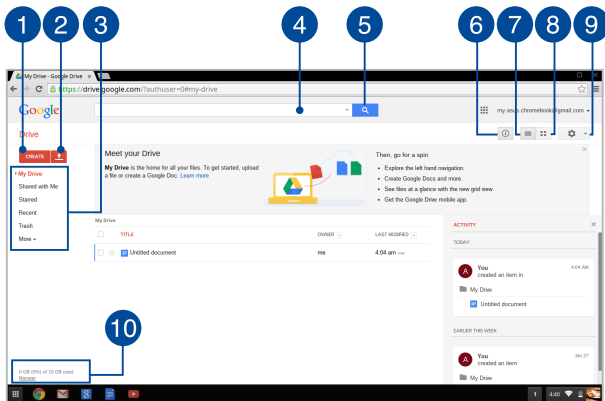 1 2 3 4 5 6 7 8 9
My Drive - Google Drive ×
https://drive.google.com/?authuser=0#my-drive
Google
my.asus.chromebook@gmail.com
Drive
CREATE
Meet your Drive
My Drive is the home for all your files. To get started, upload
a file or create a Google Doc. Learn more
Then, go for a spin
• Explore the left hand navigation.
• Create Google Docs and more.
• See files at a glance with the new grid view.
• Get the Google Drive mobile app.
My Drive
Shared with Me
Starred
Recent
Trash
More
My Drive
TITLE OWNER LAST MODIFIED
Untitled document me 4:04 am me
ACTIVITY ×
TODAY
A You 4:04 AM
created an item in
My Drive
Untitled document
EARLIER THIS WEEK
A You Jan 27
created an item
My Drive
10
0 GB (0%) of 15 GB used
Manage
8
1 4:40